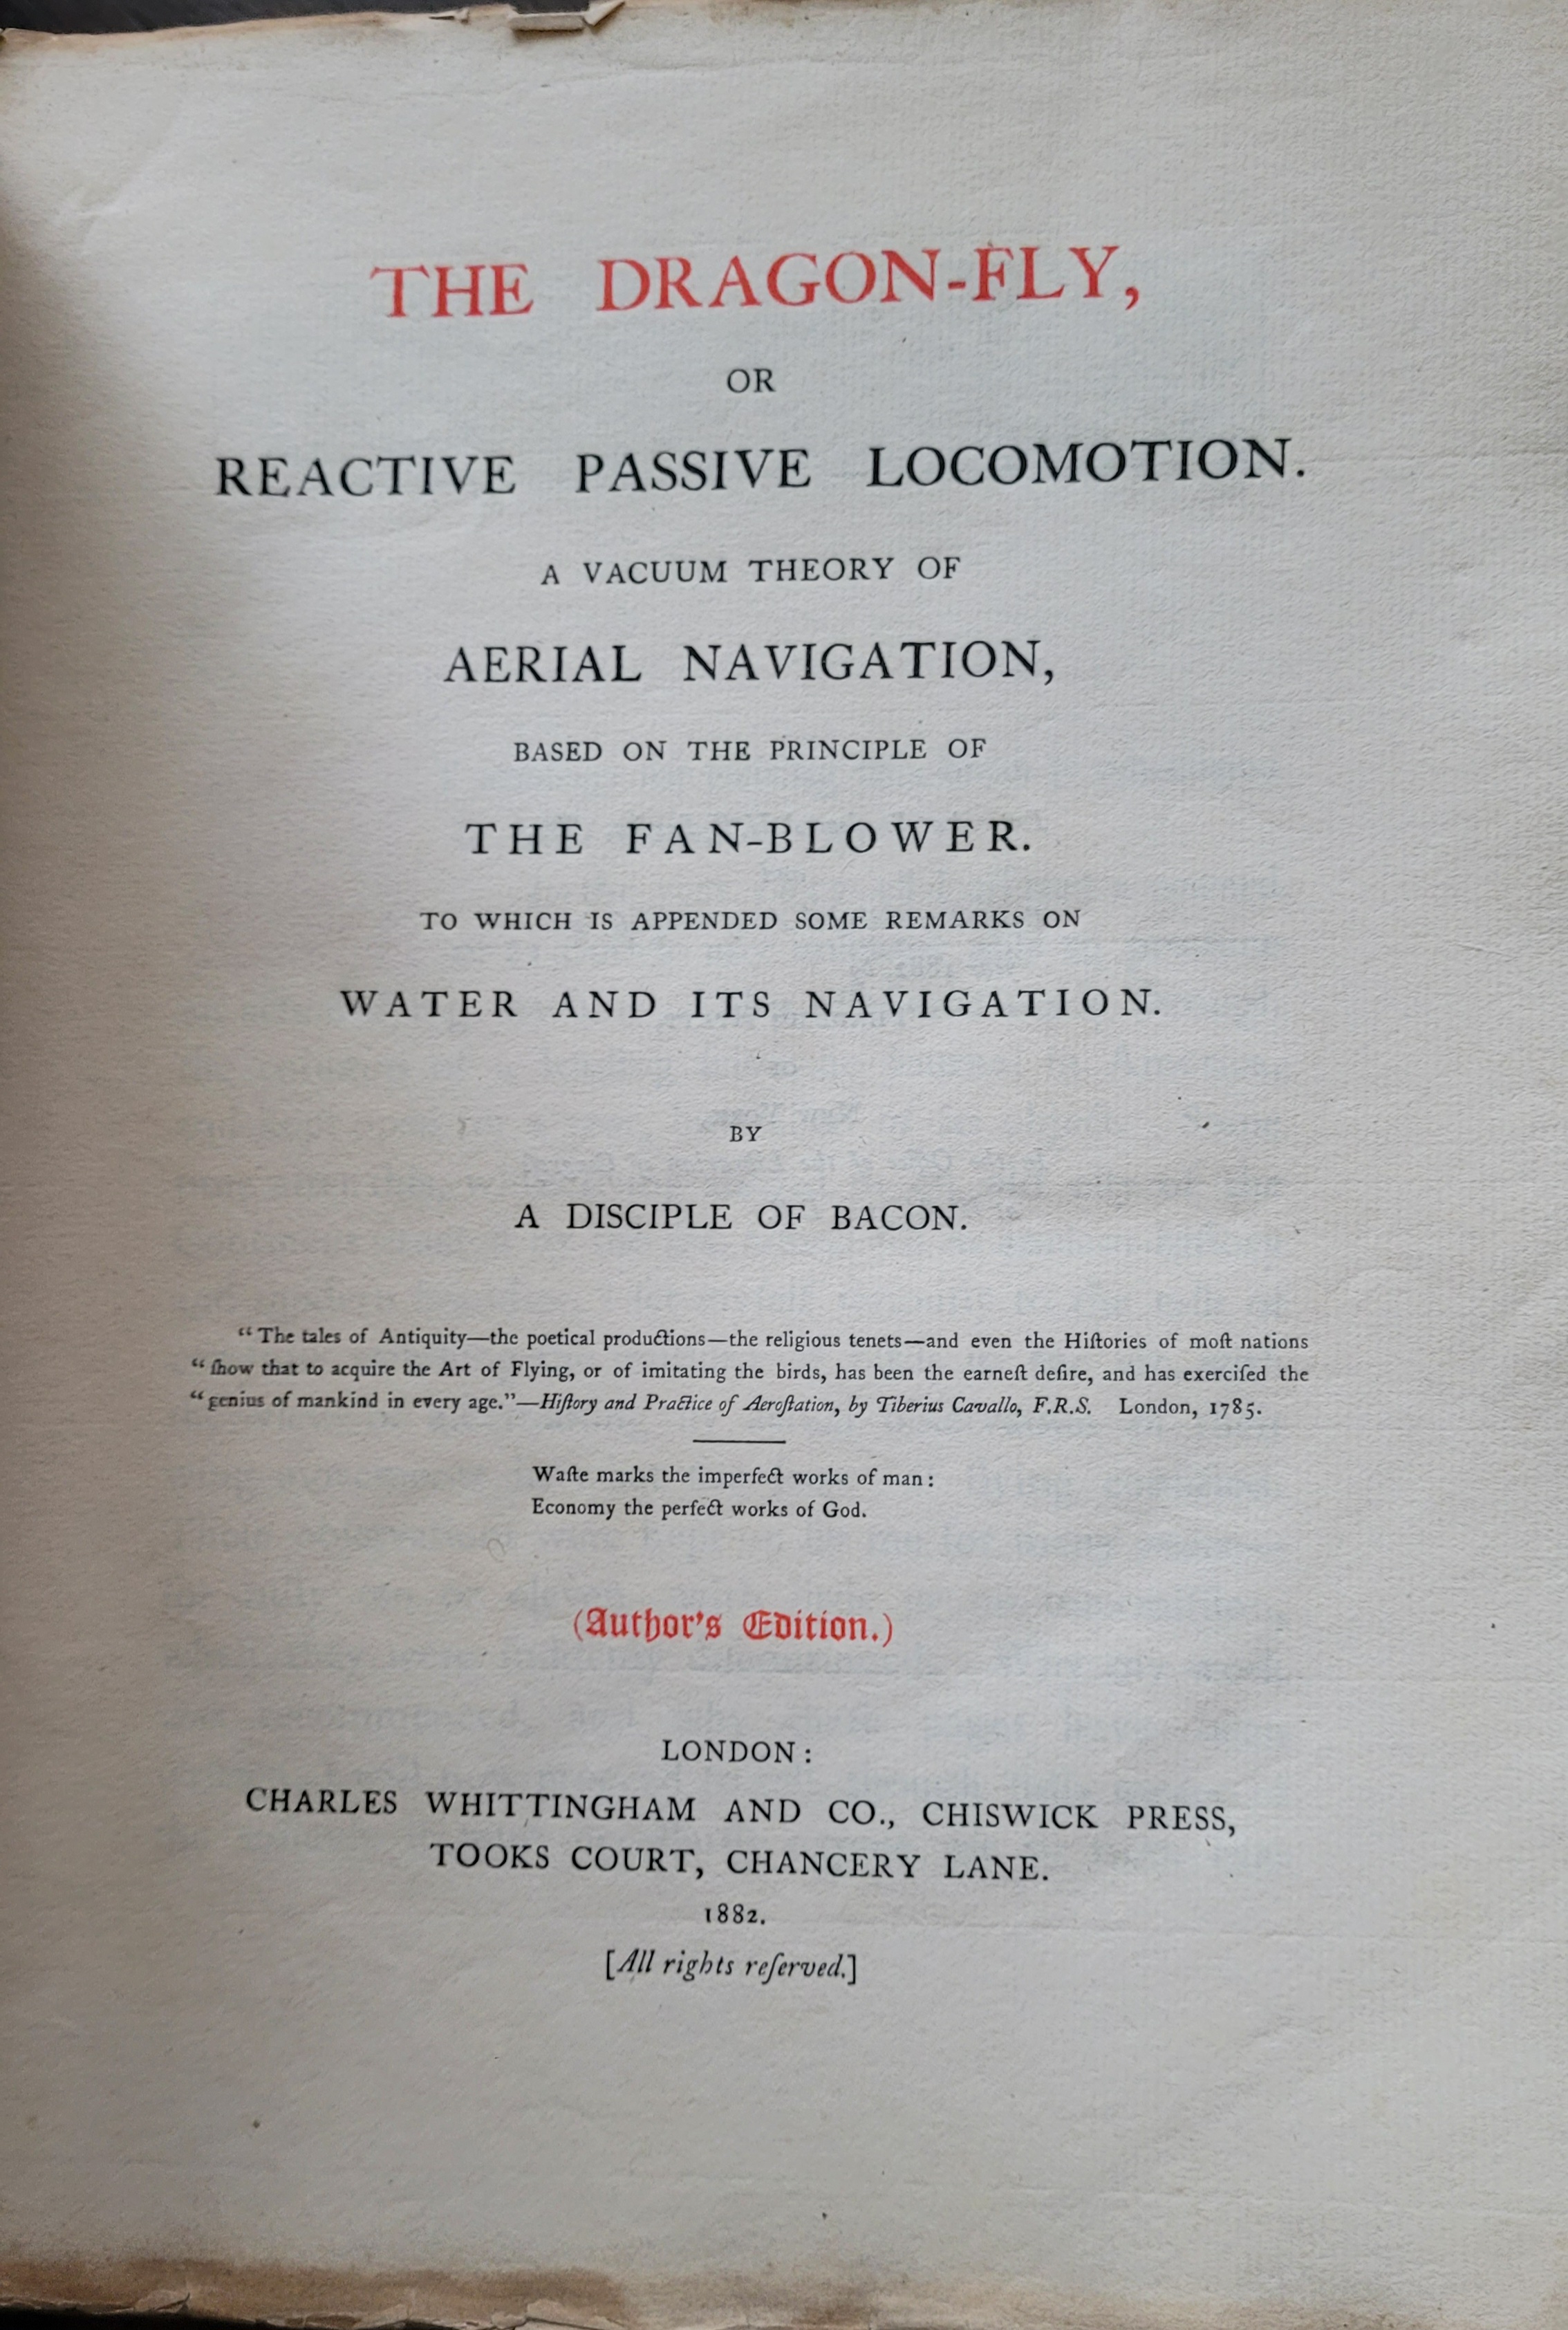 THE DRAGON-FLY,
OR
REACTIVE PASSIVE LOCOMOTION.
A VACUUM THEORY OF
AERIAL NAVIGATION,
BASED ON THE PRINCIPLE OF
THE FAN-BLOWER.
TO WHICH IS APPENDED SOME REMARKS ON
WATER AND ITS NAVIGATION.
BY
A DISCIPLE OF BACON.
“The tales of Antiquity—the poetical productions—the religious tenets—and even the Hiſtories of moſt nations
“ſhow that to acquire the Art of Flying, or of imitating the birds, has been the earneſt deſire, and has exerciſed the
“genius of mankind in every age.”—Hiſtory and Practice of Aeroſtation, by Tiberius Cavallo, F.R.S. London, 1785.
Waſte marks the imperfect works of man:
Economy the perfect works of God.
(Author's Edition.)
LONDON:
CHARLES WHITTINGHAM AND CO., CHISWICK PRESS,
TOOKS COURT, CHANCERY LANE.
1882.
[All rights reſerved.]